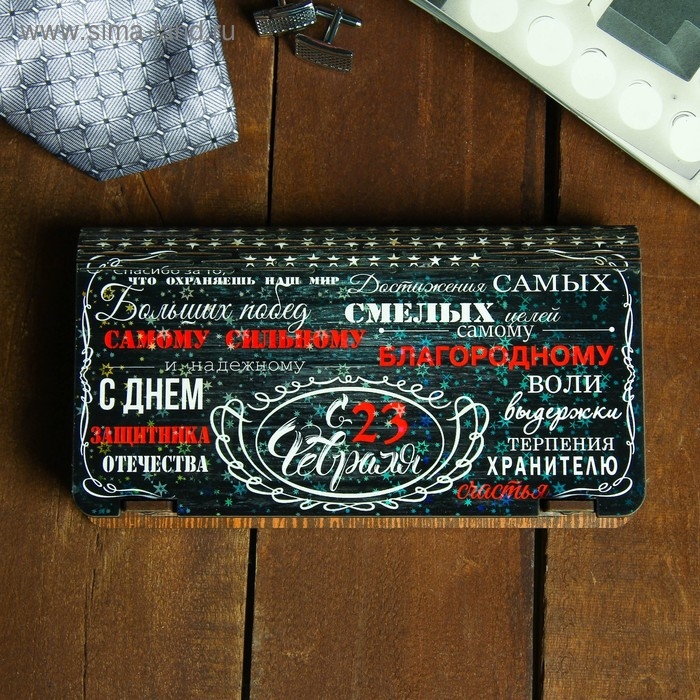 www.sima-land.ru
Спасибо за то,
что охраняешь наш мир
Больших побед
САМОМУ СИЛЬНОМУ
и надежному
С ДНЕМ
ЗАЩИТНИКА
ОТЕЧЕСТВА
С 23
Февраля
Достижения САМЫХ
СМЕЛЫХ целей
самому
БЛАГОРОДНОМУ
ВОЛИ
выдержки
ТЕРПЕНИЯ
ХРАНИТЕЛЮ
счастья